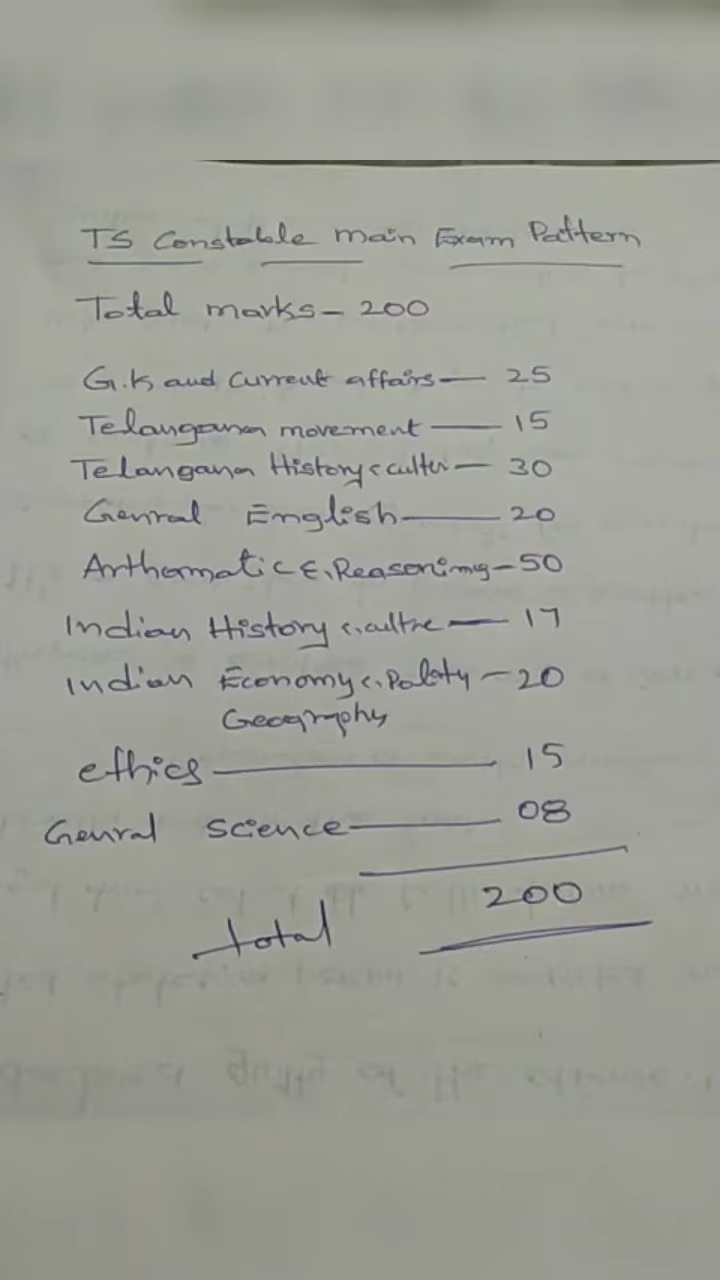 TS Constable main Exam Pattern
Total marks - 200
G.K and Current affairs — 25
Telangana movement — 15
Telangana History & cultur — 30
Genral English — 20
Arthamatic & Reasoning - 50
Indian History & cultre — 17
Indian Economy & Polaty - 20
Geography
ethics — 15
Genral Science — 08
total 200